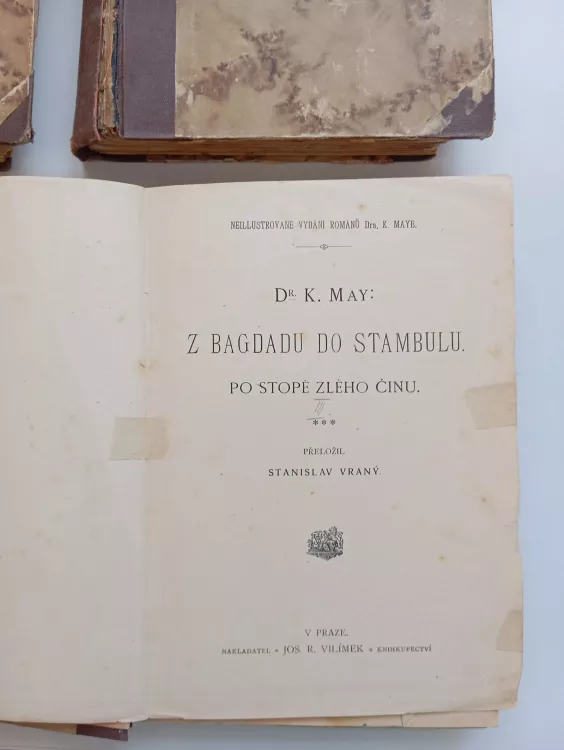 NEILLUSTROVANÉ VYDÁNÍ ROMÁNŮ Dra. K. MAYE.
DR. K. MAY:
Z BAGDADU DO STAMBULU.
PO STOPĚ ZLÉHO ČINU.
***
PŘELOŽIL
STANISLAV VRANÝ.
V PRAZE.
NAKLADATEL * JOS. R. VILÍMEK * KNIHKUPECTVÍ